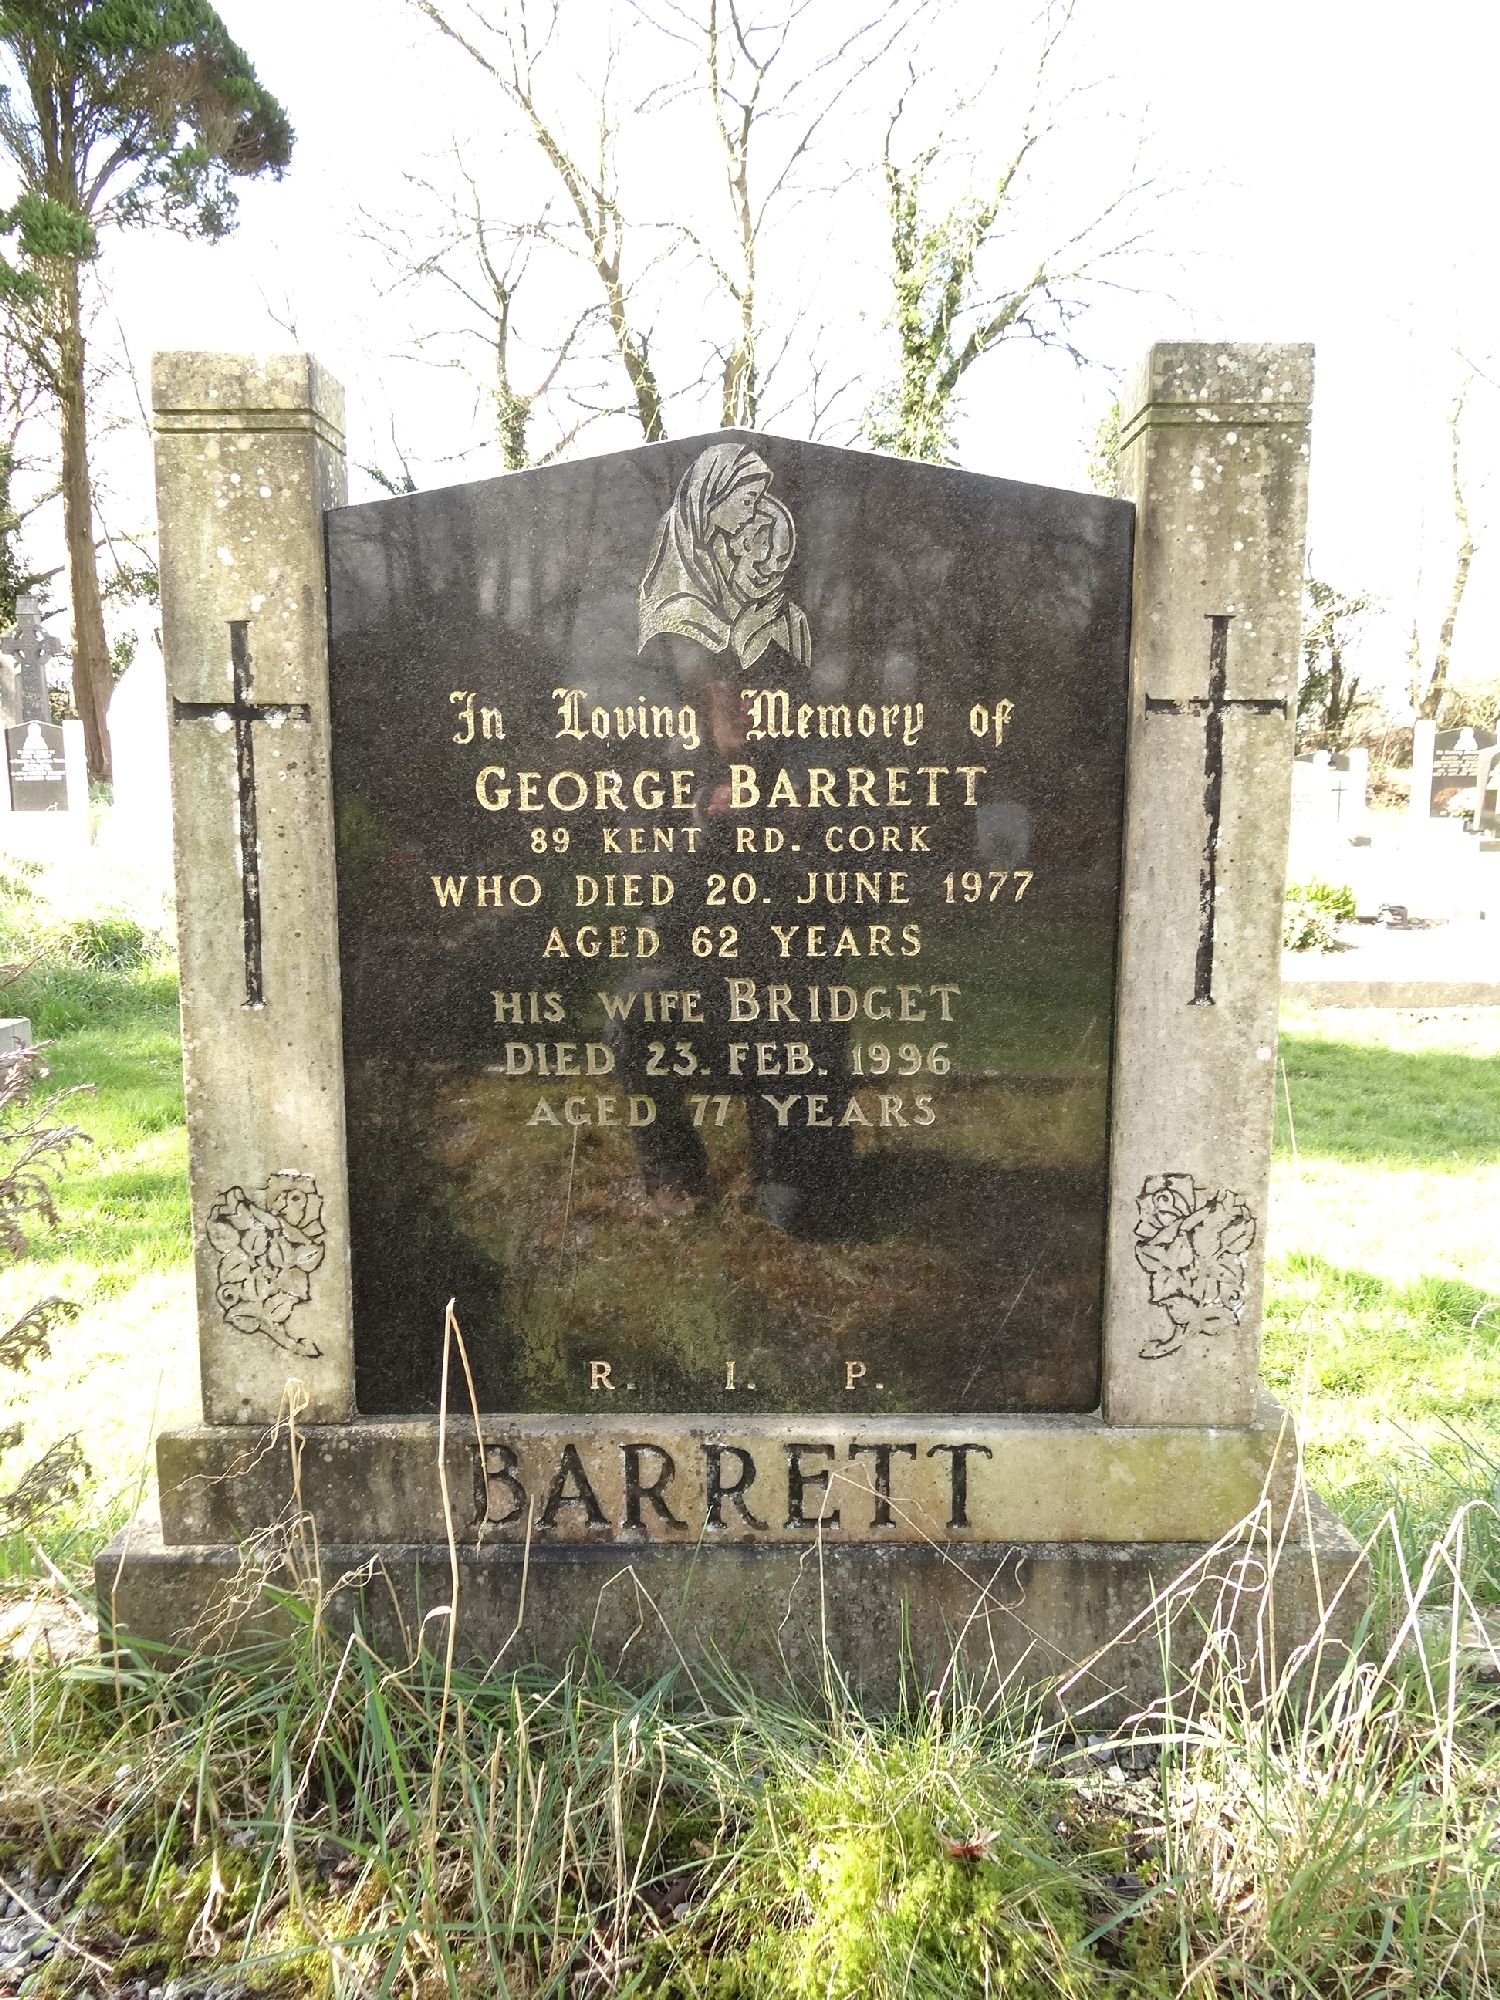 In Loving Memory of
GEORGE BARRETT
89 KENT RD. CORK
WHO DIED 20. JUNE 1977
AGED 62 YEARS
HIS WIFE BRIDGET
DIED 23. FEB. 1996
AGED 77 YEARS
R. I. P.
BARRETT